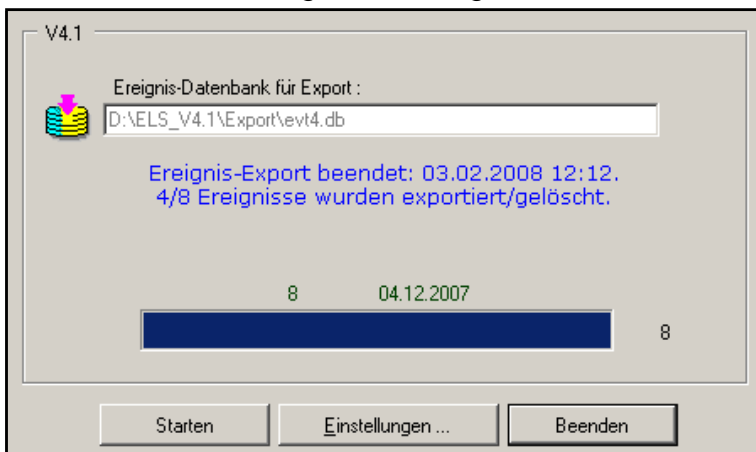 V4.1
Ereignis-Datenbank für Export :
D:\ELS_V4.1\Export\evt4.db
Ereignis-Export beendet: 03.02.2008 12:12.
4/8 Ereignisse wurden exportiert/gelöscht.
8 04.12.2007
8
Starten Einstellungen ... Beenden